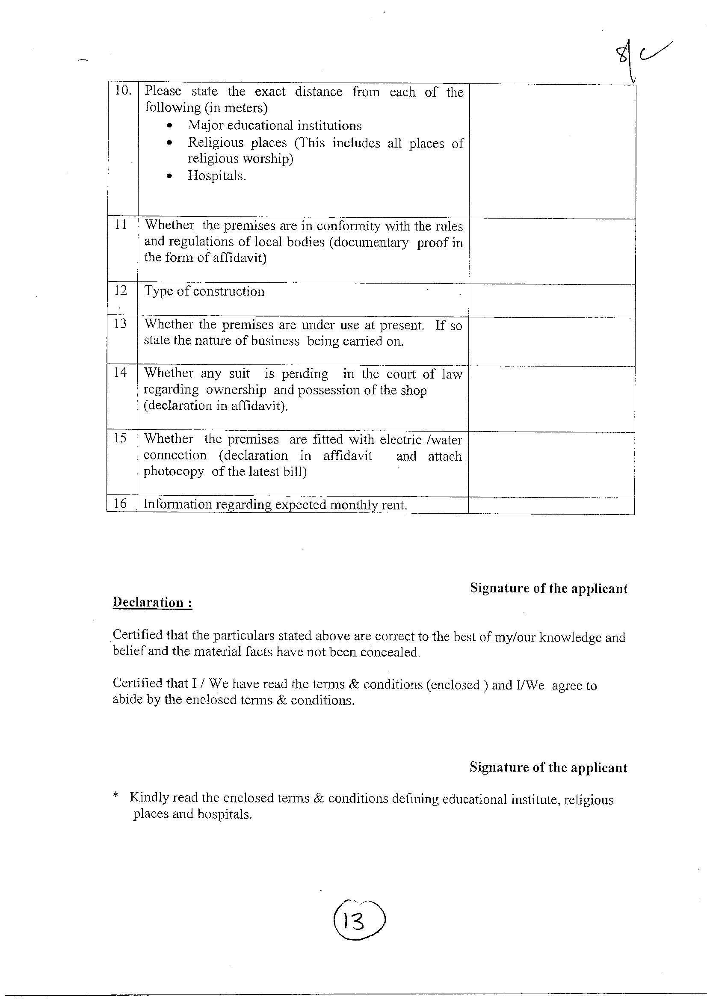 8/C
10. Please state the exact distance from each of the
following (in meters)
• Major educational institutions
• Religious places (This includes all places of
religious worship)
• Hospitals.
11 Whether the premises are in conformity with the rules
and regulations of local bodies (documentary proof in
the form of affidavit)
12 Type of construction
13 Whether the premises are under use at present. If so
state the nature of business being carried on.
14 Whether any suit is pending in the court of law
regarding ownership and possession of the shop
(declaration in affidavit).
15 Whether the premises are fitted with electric /water
connection (declaration in affidavit and attach
photocopy of the latest bill)
16 Information regarding expected monthly rent.
Signature of the applicant
Declaration :
Certified that the particulars stated above are correct to the best of my/our knowledge and
belief and the material facts have not been concealed.
Certified that I / We have read the terms & conditions (enclosed ) and I/We agree to
abide by the enclosed terms & conditions.
Signature of the applicant
* Kindly read the enclosed terms & conditions defining educational institute, religious
places and hospitals.
13